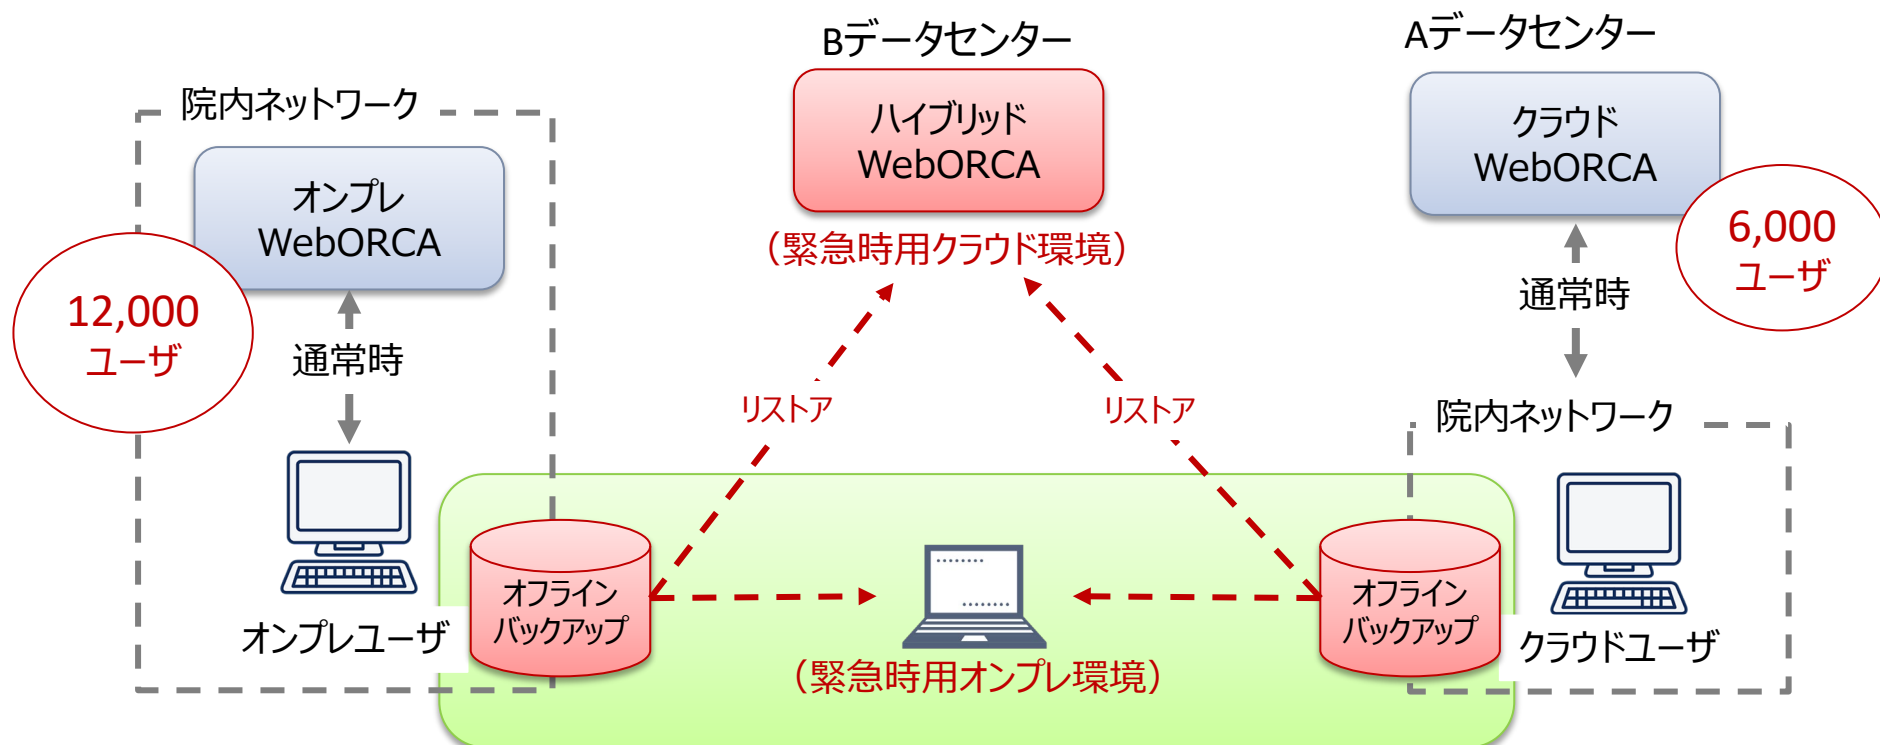 Bデータセンター
Aデータセンター
院内ネットワーク
ハイブリッド
WebORCA
クラウド
WebORCA
オンプレ
WebORCA
（緊急時用クラウド環境）
6,000
ユーザ
12,000
ユーザ
通常時
通常時
リストア
リストア
院内ネットワーク
オフライン
バックアップ
オフライン
バックアップ
オンプレユーザ
クラウドユーザ
（緊急時用オンプレ環境）